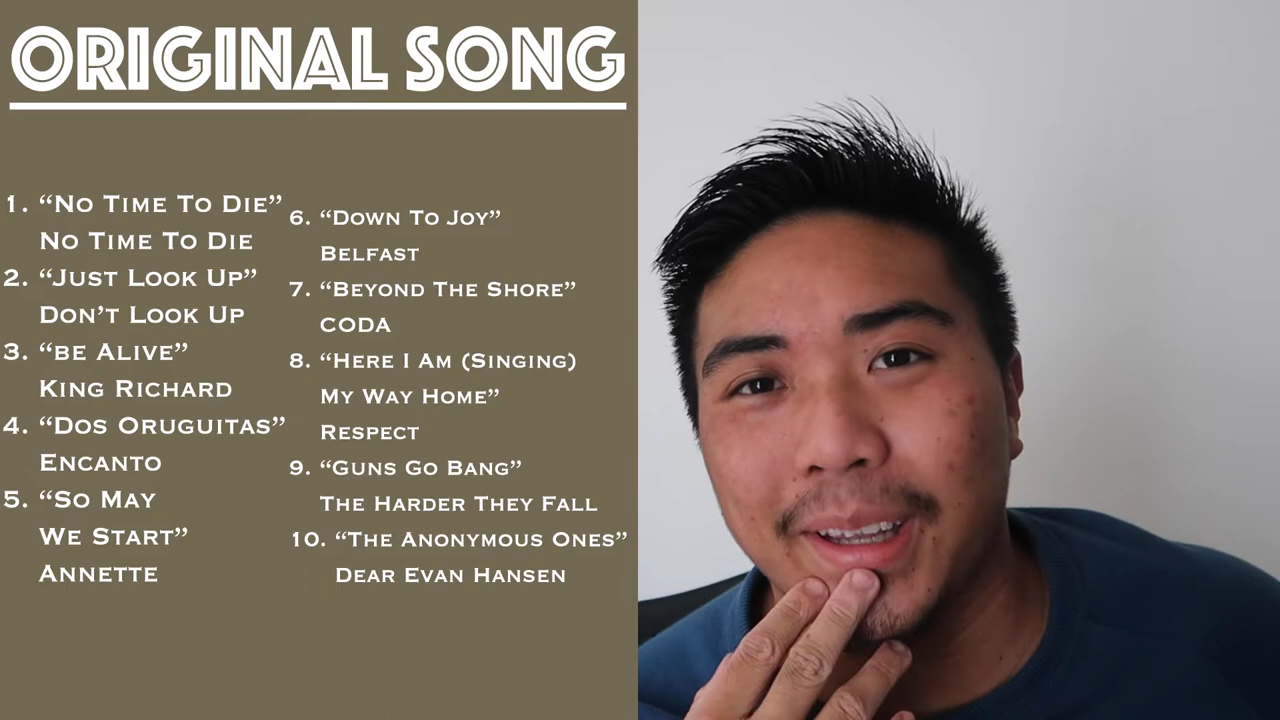 ORIGINAL SONG
1. “NO TIME TO DIE”
NO TIME TO DIE
2. “JUST LOOK UP”
DON’T LOOK UP
3. “BE ALIVE”
KING RICHARD
4. “DOS ORUGUITAS”
ENCANTO
5. “SO MAY
WE START”
ANNETTE
6. “DOWN TO JOY”
BELFAST
7. “BEYOND THE SHORE”
CODA
8. “HERE I AM (SINGING)
MY WAY HOME”
RESPECT
9. “GUNS GO BANG”
THE HARDER THEY FALL
10. “THE ANONYMOUS ONES”
DEAR EVAN HANSEN